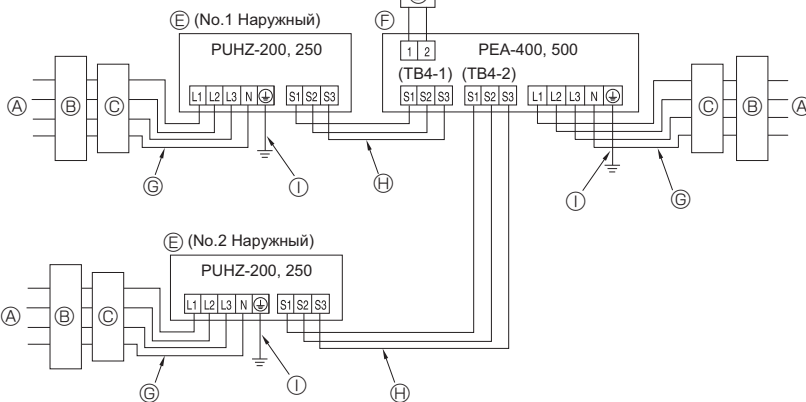 Ⓔ (No.1 Наружный)
PUHZ-200, 250
L1 L2 L3 N
S1 S2 S3
Ⓐ Ⓑ Ⓒ
Ⓖ Ⓘ Ⓗ
Ⓕ
1 2
PEA-400, 500
(TB4-1) (TB4-2)
S1 S2 S3 S1 S2 S3 L1 L2 L3 N
Ⓒ Ⓑ Ⓐ
Ⓘ Ⓖ
Ⓔ (No.2 Наружный)
PUHZ-200, 250
L1 L2 L3 N
S1 S2 S3
Ⓐ Ⓑ Ⓒ
Ⓖ Ⓘ Ⓗ